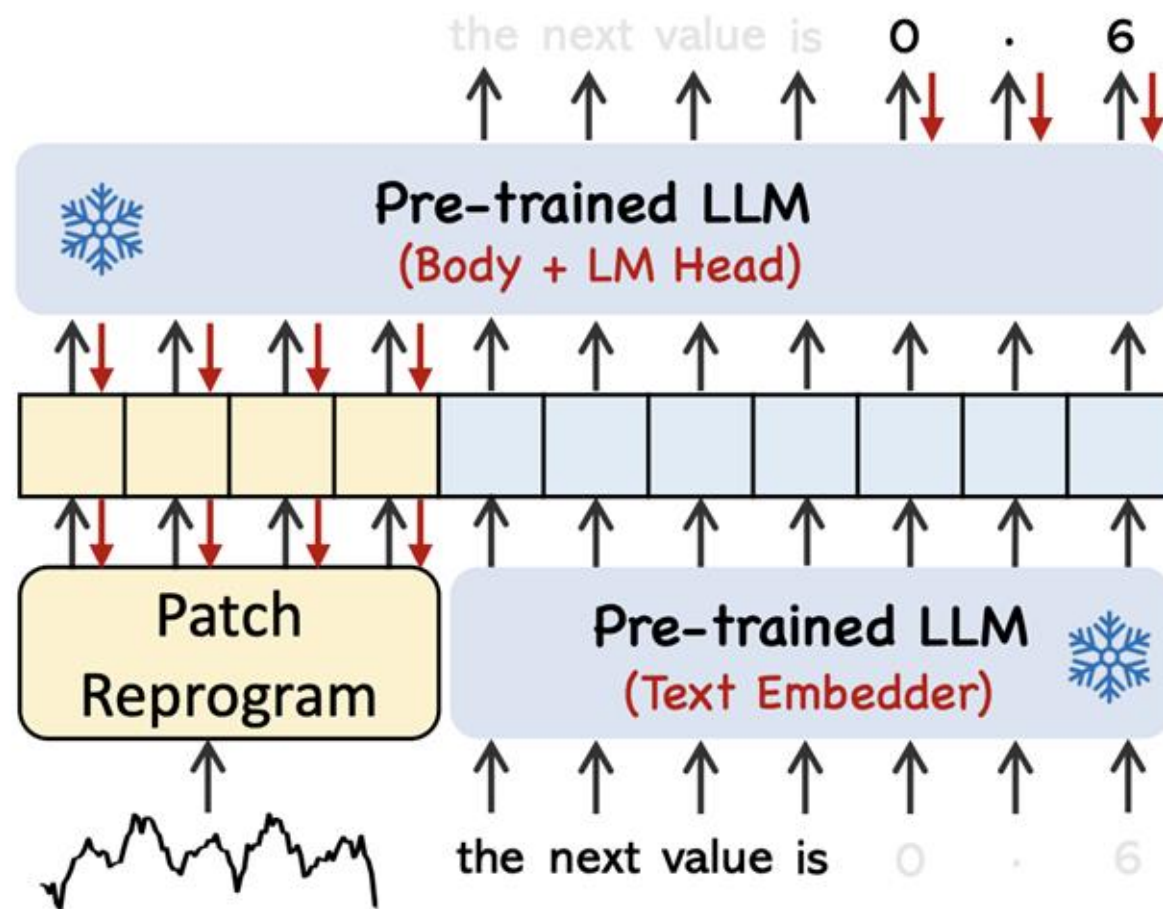 the next value is 0 . 6
Pre-trained LLM
(Body + LM Head)
Patch
Reprogram
Pre-trained LLM
(Text Embedder)
the next value is 0 . 6